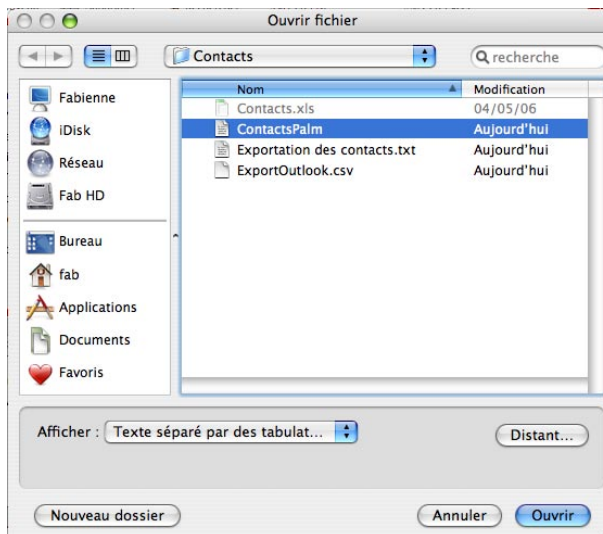 Ouvrir fichier
Contacts
recherche
Fabienne
iDisk
Réseau
Fab HD
Bureau
fab
Applications
Documents
Favoris
Nom Modification
Contacts.xls 04/05/06
ContactsPalm Aujourd'hui
Exportation des contacts.txt Aujourd'hui
ExportOutlook.csv Aujourd'hui
Afficher : Texte séparé par des tabulat...
Distant...
Nouveau dossier
Annuler
Ouvrir